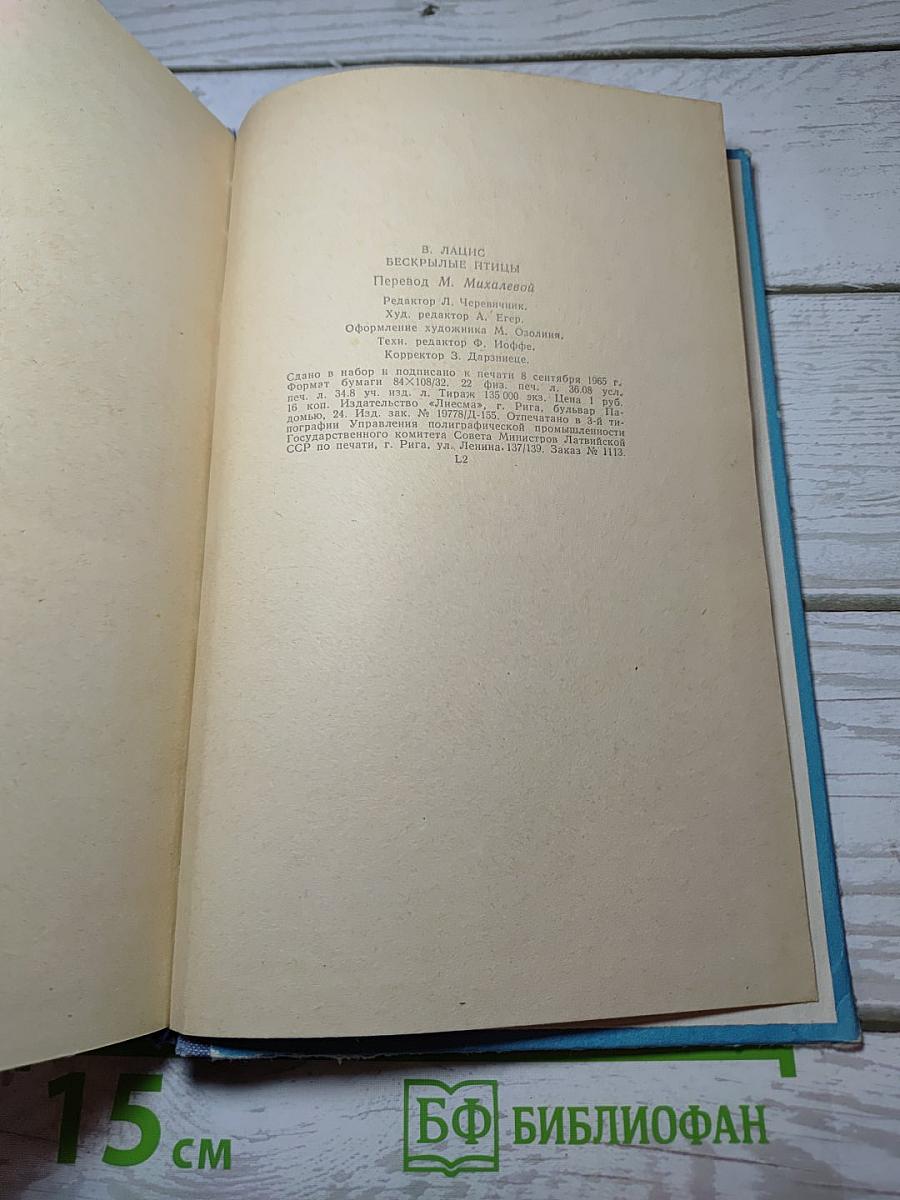 В. ЛАЦИС
БЕСКРЫЛЫЕ ПТИЦЫ
Перевод М. Михалевой
Редактор Л. Черевичник.
Худ. редактор А. Егер.
Оформление художника М. Озолиня.
Техн. редактор Ф. Иоффе.
Корректор З. Дарзниеце.
Сдано в набор и подписано к печати 8 сентября 1965 г.
Формат бумаги 84×108/32. 22 физ. печ. л. 36.08 усл.
печ. л. 34.8 уч. изд. л. Тираж 135 000 экз. Цена 1 руб.
16 коп. Издательство «Лиесма», г. Рига, бульвар Па-
домью, 24. Изд. зак. № 19778/Д-155. Отпечатано в 3-й ти-
пографии Управления полиграфической промышленности
Государственного комитета Совета Министров Латвийской
ССР по печати, г. Рига, ул. Ленина 137/139. Заказ № 1113.
L2
15 см
БФ БИБЛИОФАН